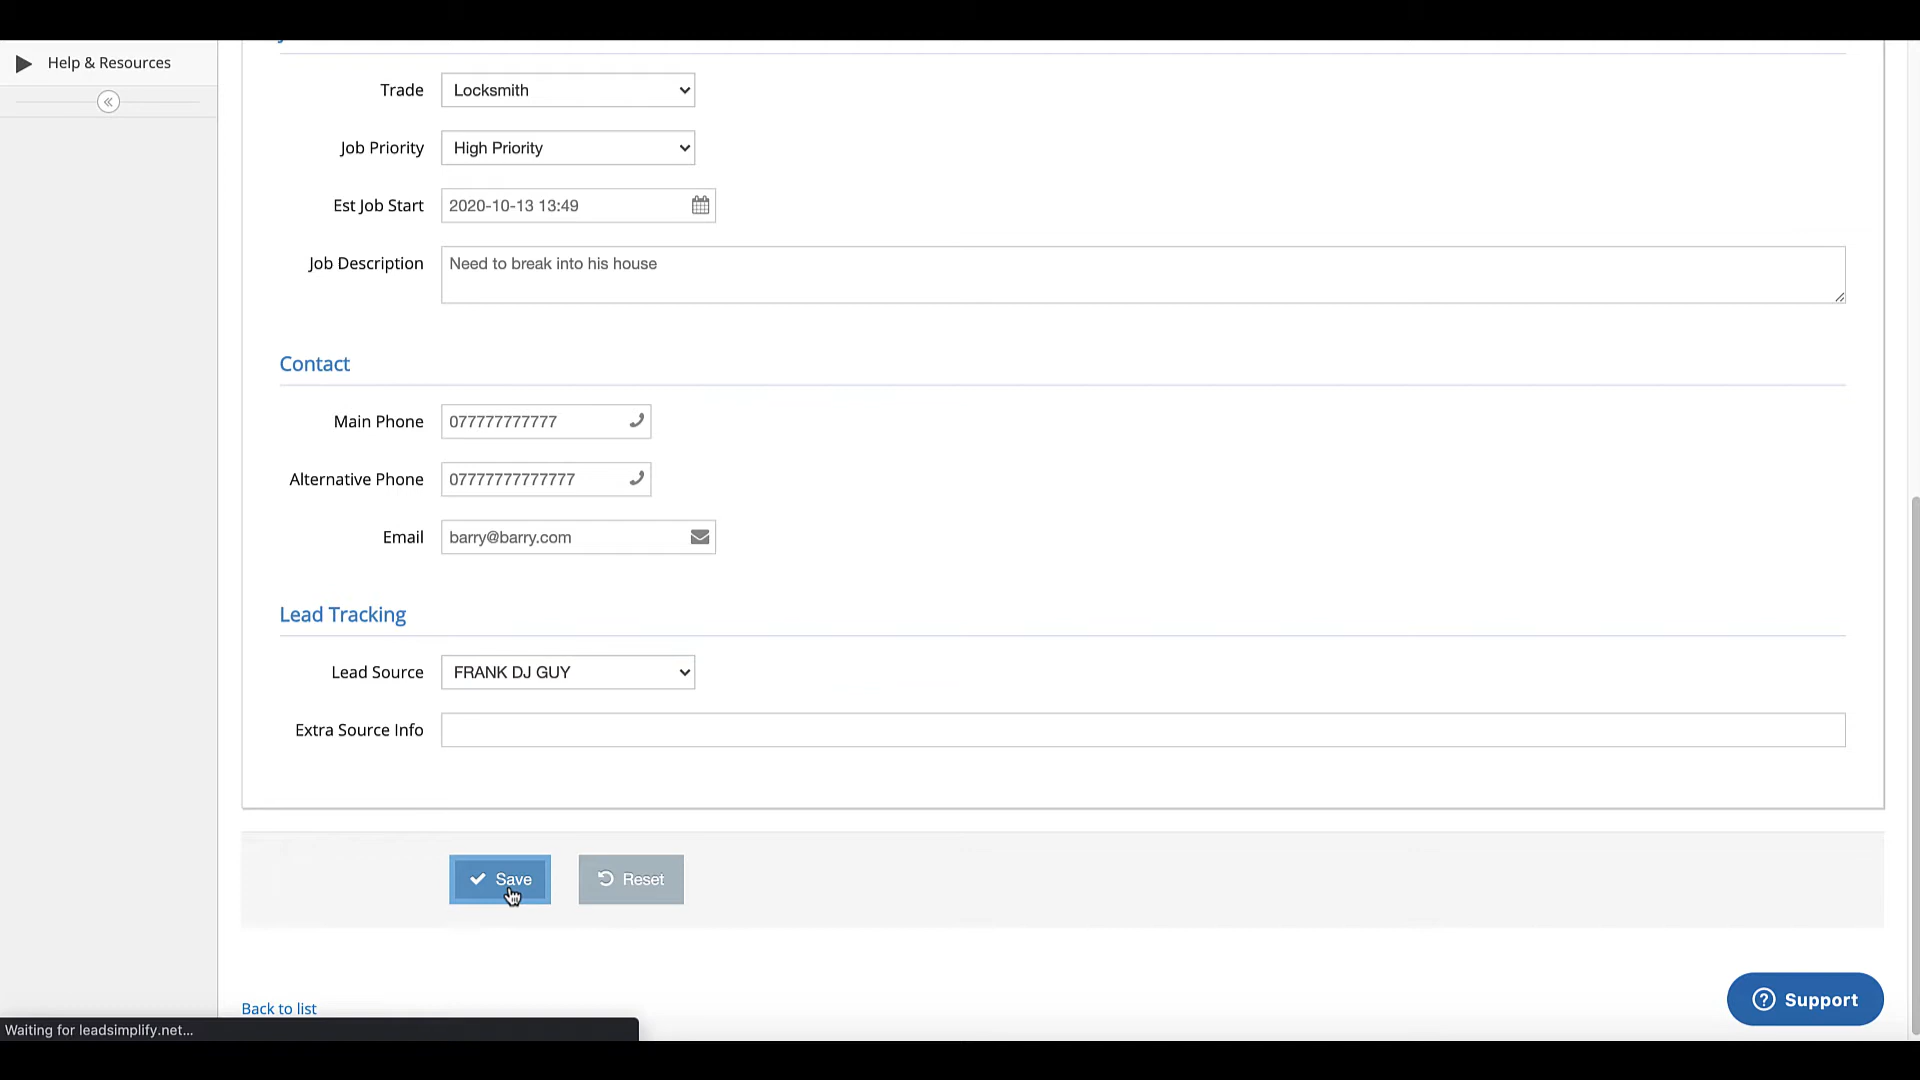 Help & Resources
Trade Locksmith
Job Priority High Priority
Est Job Start 2020-10-13 13:49
Job Description Need to break into his house
Contact
Main Phone 077777777777
Alternative Phone 07777777777777
Email barry@barry.com
Lead Tracking
Lead Source FRANK DJ GUY
Extra Source Info
Save Reset
Back to list
Support
Waiting for leadsimplify.net...